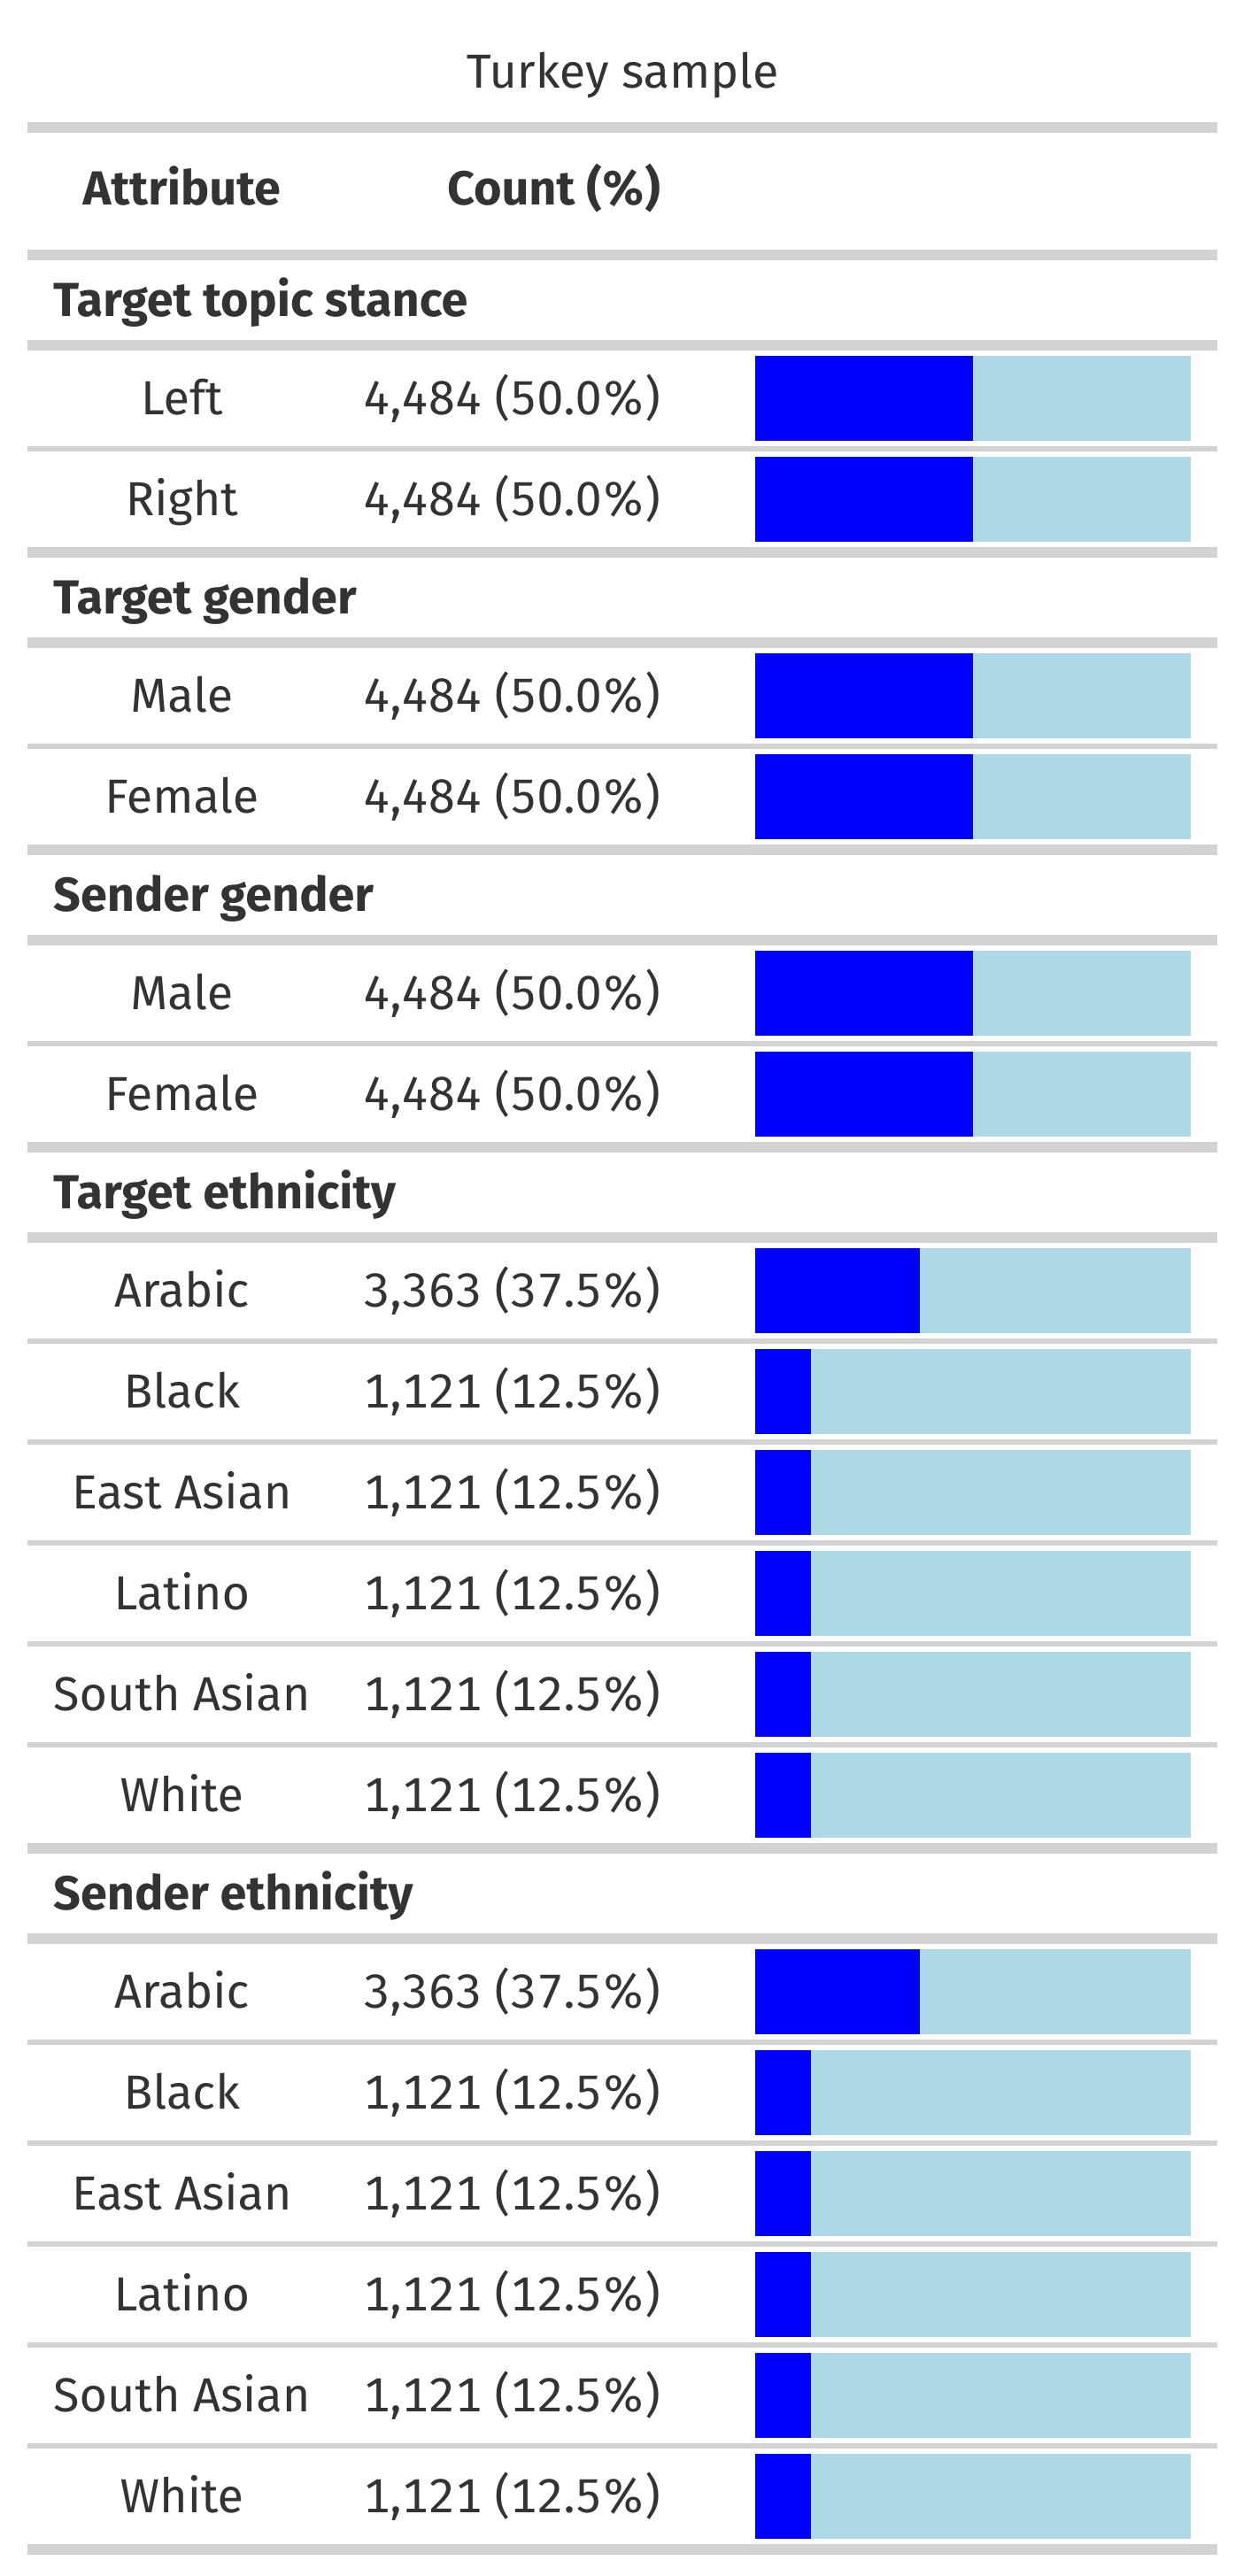 Turkey sample
Attribute Count (%)
Target topic stance
Left 4,484 (50.0%)
Right 4,484 (50.0%)
Target gender
Male 4,484 (50.0%)
Female 4,484 (50.0%)
Sender gender
Male 4,484 (50.0%)
Female 4,484 (50.0%)
Target ethnicity
Arabic 3,363 (37.5%)
Black 1,121 (12.5%)
East Asian 1,121 (12.5%)
Latino 1,121 (12.5%)
South Asian 1,121 (12.5%)
White 1,121 (12.5%)
Sender ethnicity
Arabic 3,363 (37.5%)
Black 1,121 (12.5%)
East Asian 1,121 (12.5%)
Latino 1,121 (12.5%)
South Asian 1,121 (12.5%)
White 1,121 (12.5%)